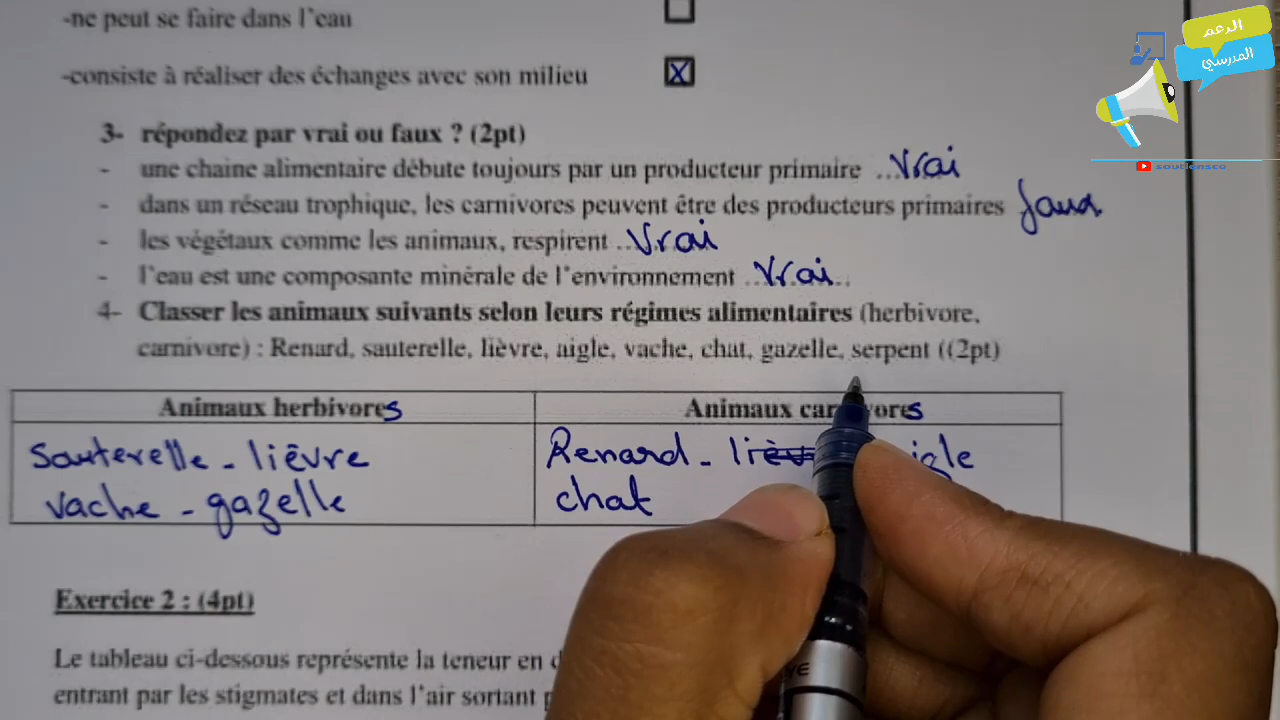 -ne peut se faire dans l'eau
-consiste à réaliser des échanges avec son milieu X
3- répondez par vrai ou faux ? (2pt)
- une chaine alimentaire débute toujours par un producteur primaire ...Vrai
- dans un réseau trophique, les carnivores peuvent être des producteurs primaires faux
- les végétaux comme les animaux, respirent ...Vrai
- l'eau est une composante minérale de l'environnement ...Vrai...
4- Classer les animaux suivants selon leurs régimes alimentaires (herbivore,
carnivore) : Renard, sauterelle, lièvre, aigle, vache, chat, gazelle, serpent ((2pt)
Animaux herbivores
Sauterelle - lièvre
vache - gazelle
Animaux
Renard -
chat
Exercice 2 : (4pt)
Le tableau ci-dessous représente la teneur en
entrant par les stigmates et dans l'air sortant
الدعم
المدرسي
soutiensco